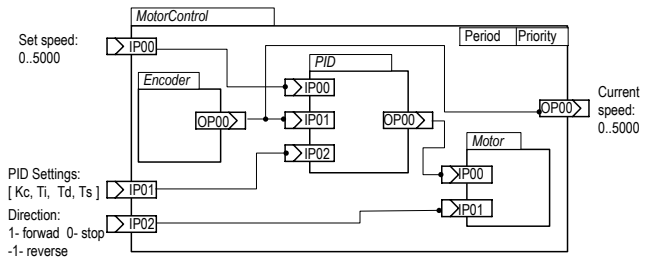 MotorControl
Set speed:
0..5000
IP00
Period Priority
PID
Encoder
IP00
OP00
IP01
OP00
IP02
OP00
Current
speed:
0..5000
Motor
IP00
IP01
PID Settings:
[ Kc, Ti, Td, Ts ]
IP01
Direction:
1- forwad 0- stop
-1- reverse
IP02